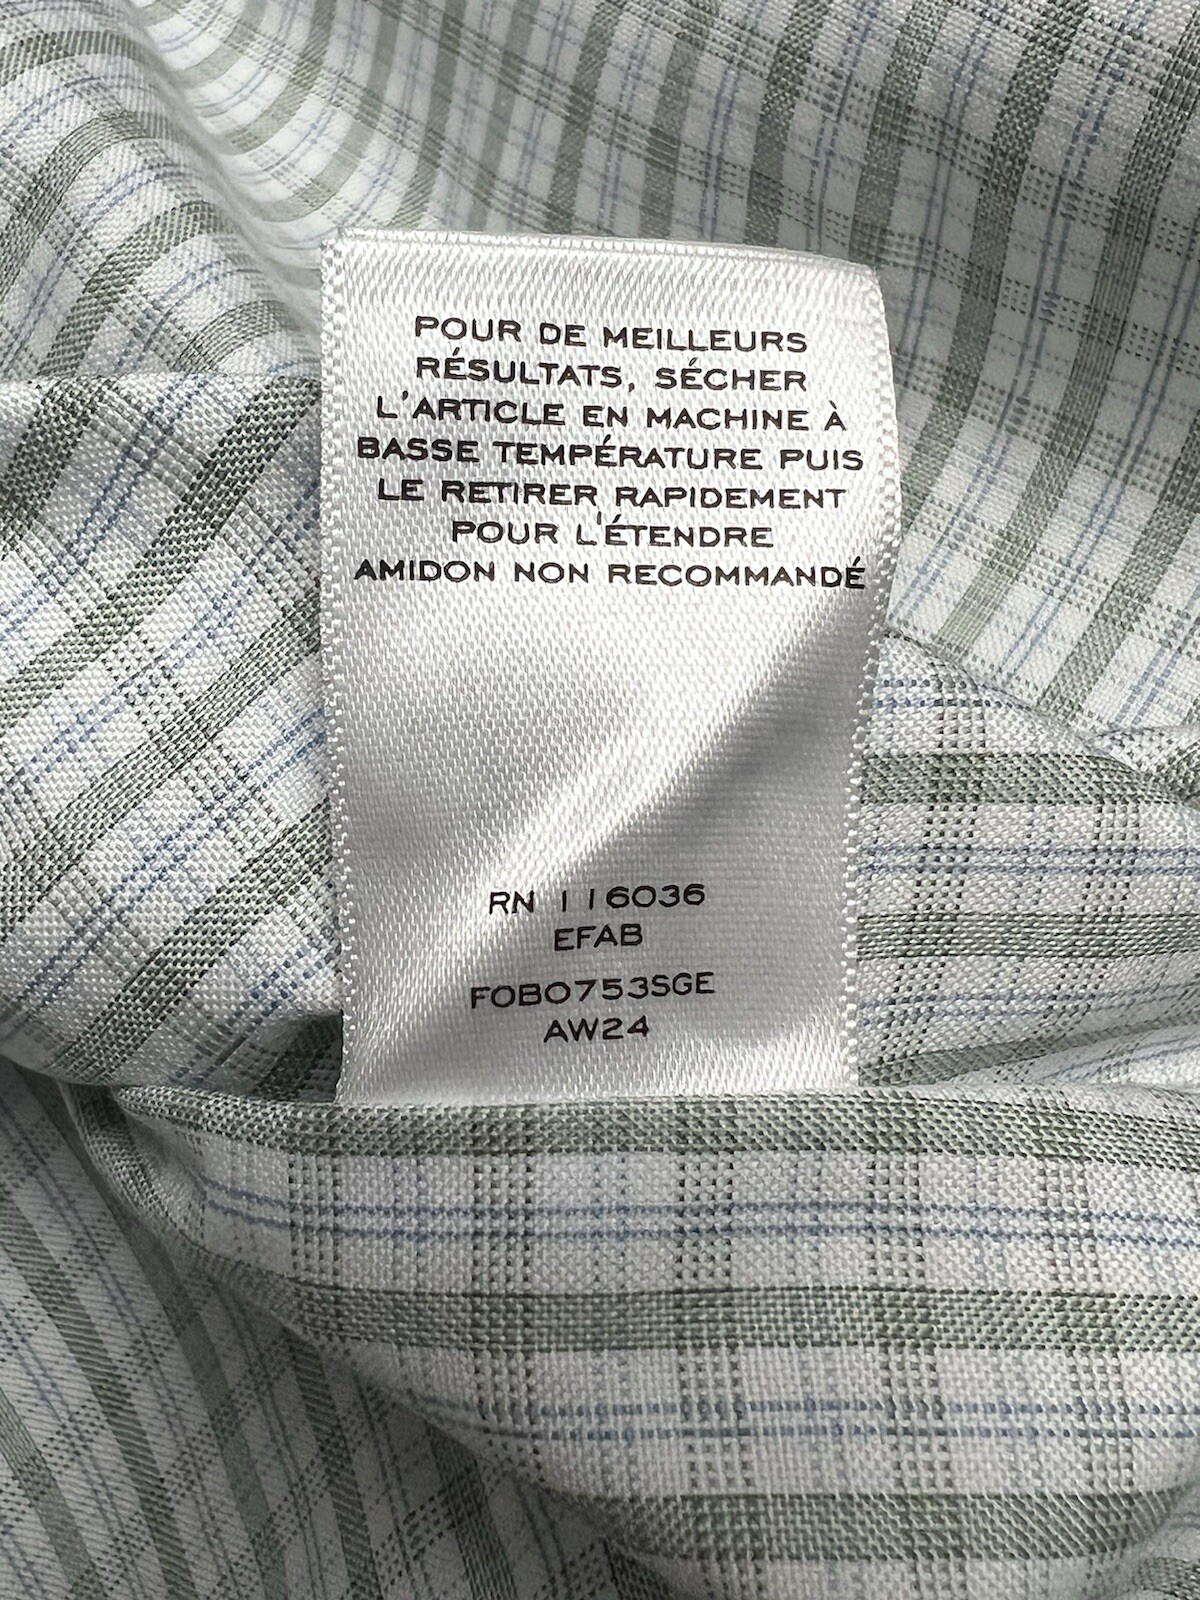 POUR DE MEILLEURS
RÉSULTATS, SÉCHER
L'ARTICLE EN MACHINE À
BASSE TEMPÉRATURE PUIS
LE RETIRER RAPIDEMENT
POUR L'ÉTENDRE
AMIDON NON RECOMMANDÉ
RN 116036
EFAB
FOB0753SGE
AW24